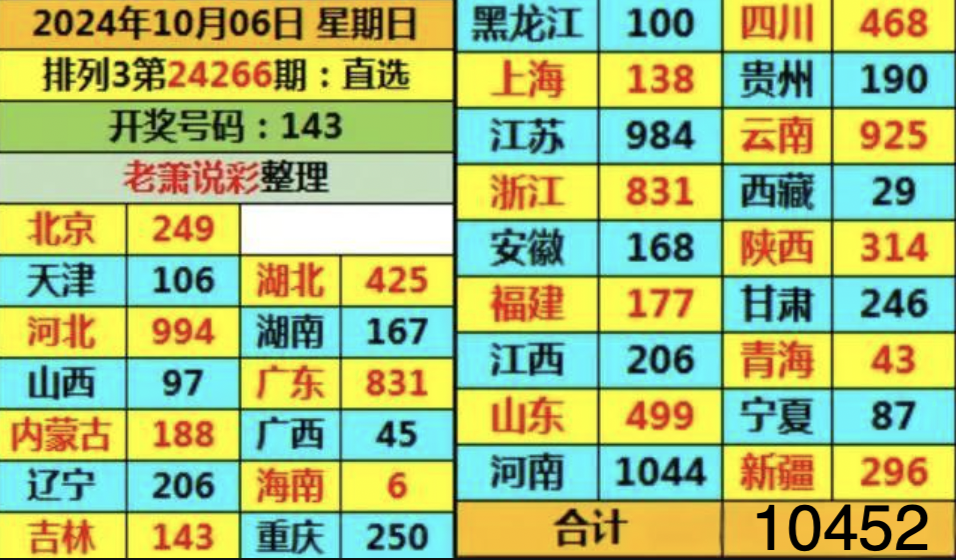 2024年10月06日 星期日
排列3第24266期：直选
开奖号码：143
老萧说彩整理
北京 249
天津 106 湖北 425
河北 994 湖南 167
山西 97 广东 831
内蒙古 188 广西 45
辽宁 206 海南 6
吉林 143 重庆 250
黑龙江 100 四川 468
上海 138 贵州 190
江苏 984 云南 925
浙江 831 西藏 29
安徽 168 陕西 314
福建 177 甘肃 246
江西 206 青海 43
山东 499 宁夏 87
河南 1044 新疆 296
合计 10452